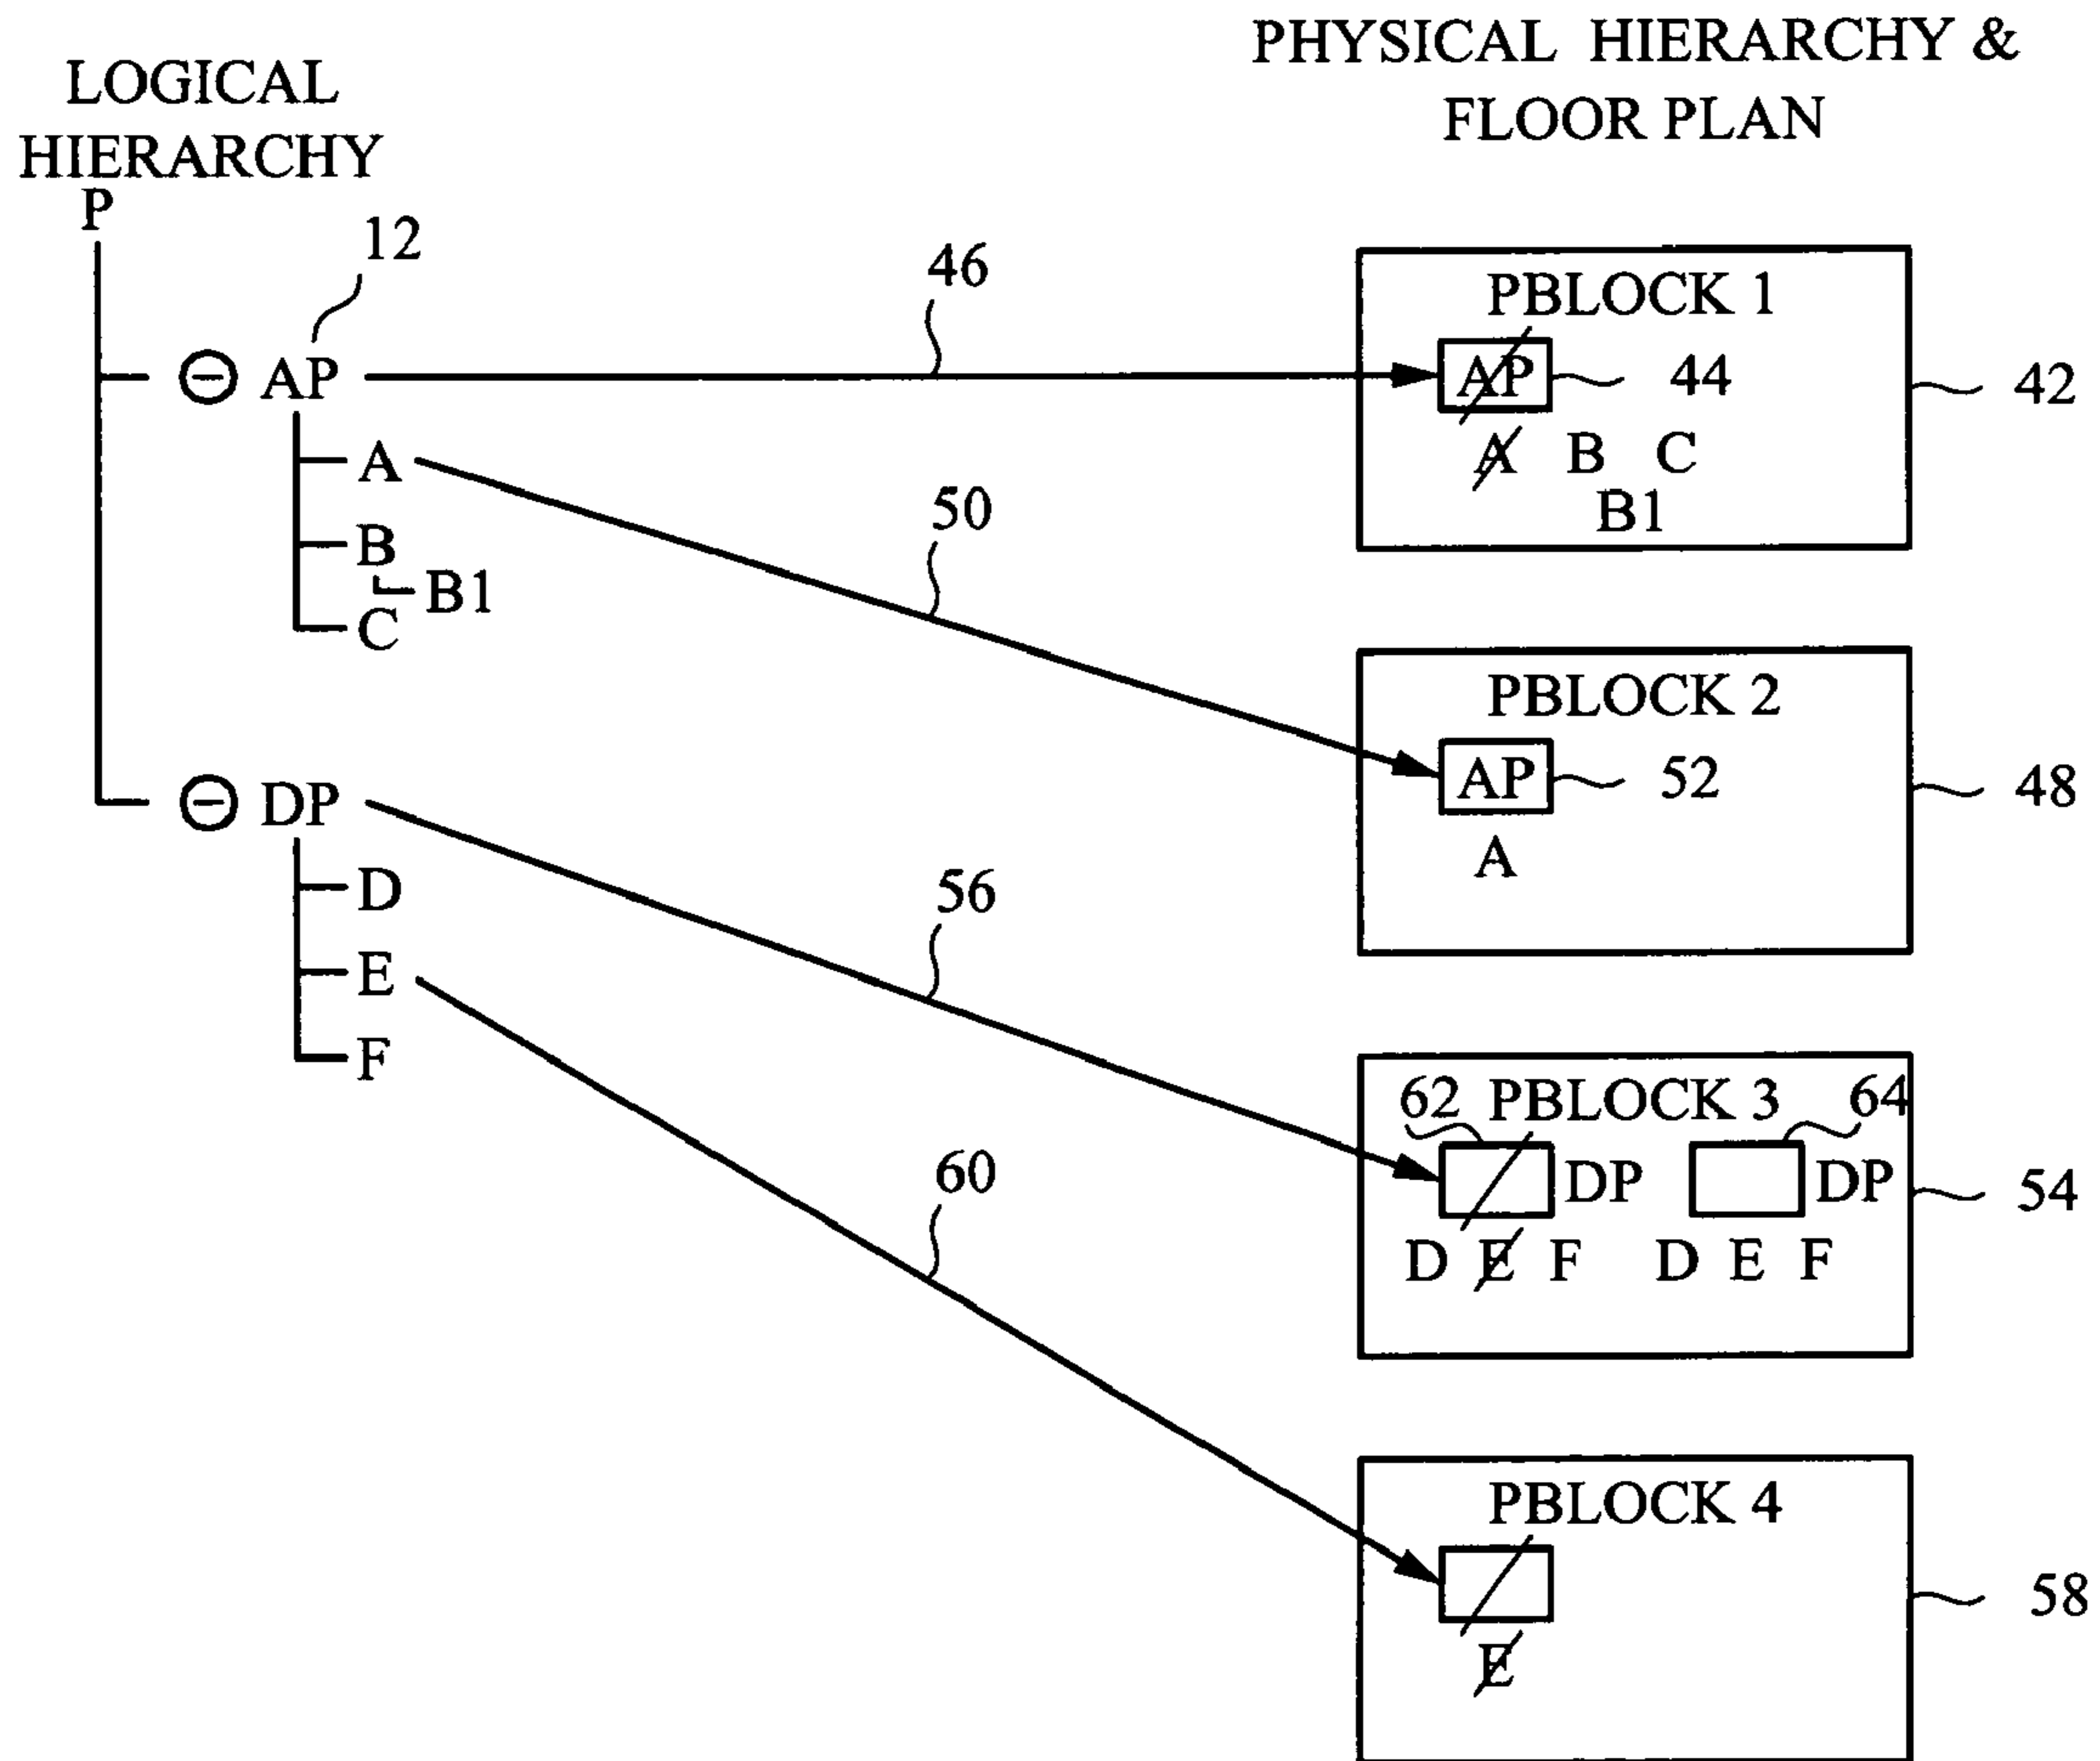 LOGICAL
HIERARCHY
PHYSICAL HIERARCHY &
FLOOR PLAN
P
12
AP
A
B
B1
C
DP
D
E
F
46
50
56
60
PBLOCK 1
AP
44
A B C
B1
42
PBLOCK 2
AP
52
A
48
62 PBLOCK 3 64
DP DP
D E F D E F
54
PBLOCK 4
E
58